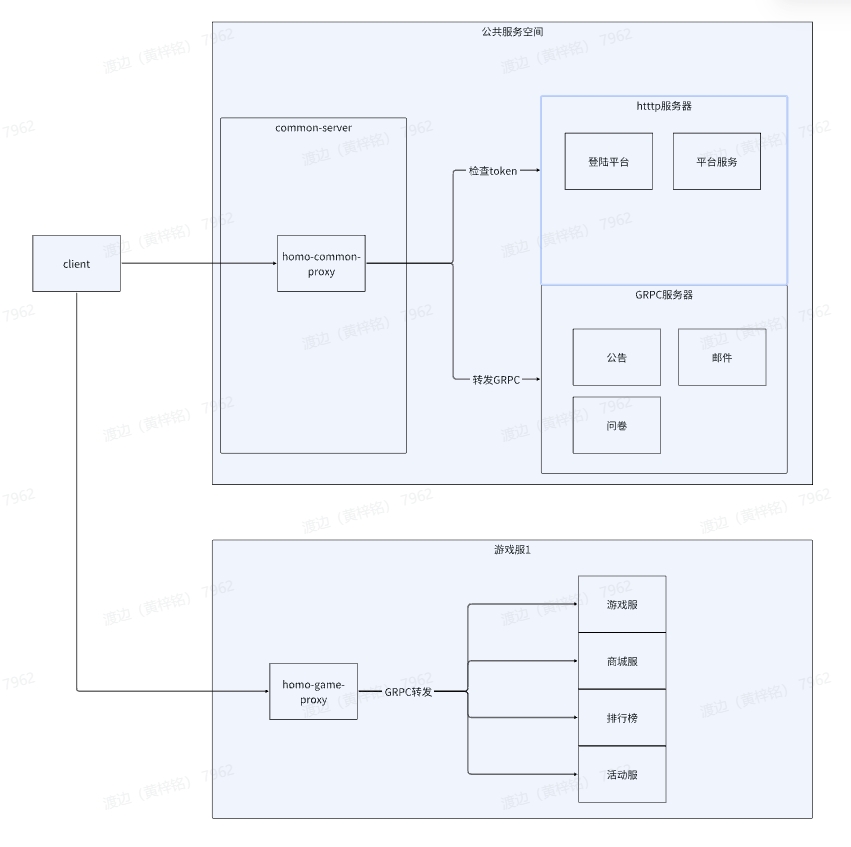 公共服务空间
common-server
htttp服务器
登陆平台
平台服务
检查token
client
homo-common-
proxy
GRPC服务器
公告
邮件
转发GRPC
问卷
游戏服1
游戏服
商城服
homo-game-
proxy
GRPC转发
排行榜
活动服
渡边（黄梓铭） 7962